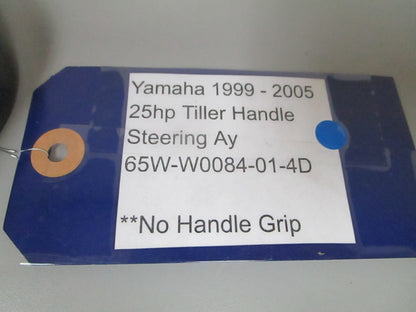 Yamaha 1999 - 2005
25hp Tiller Handle
Steering Ay
65W-W0084-01-4D
**No Handle Grip